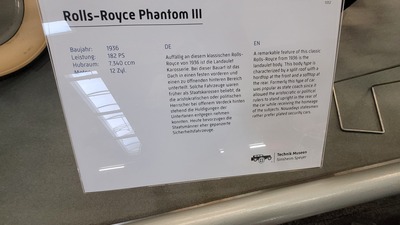 Rolls-Royce Phantom III
Baujahr: 1936
Leistung: 182 PS
Hubraum: 7.340 ccm
12 Zyl.
DE
Auffällig an diesem klassischen Rolls-
Royce von 1936 ist die Landaulet
Karosserie. Bei dieser Bauart ist das
Dach in einen festen vorderen und
einen zu öffnenden hinteren Bereich
unterteilt. Solche Fahrzeuge waren
früher als Staatskarossen beliebt, da
die aristokratischen oder politischen
Herrscher bei offenem Verdeck hinten
stehend die Huldigungen der
Untertanen entgegen nehmen
konnten. Heute bevorzugen die
Staatsmänner eher gepanzerte
Sicherheitsfahrzeuge.
EN
A remarkable feature of this classic
Rolls-Royce from 1936 is the
landaulet body. This body type is
characterized by a split roof with a
hardtop at the front and a softtop at
the rear. Formerly this type of car
was popular as state coach since it
allowed the aristocratic or political
rulers to stand upright in the rear of
the car while receiving the homage
of the subjects. Nowadays statesmen
rather prefer plated security cars.
Technik Museen
Sinsheim Speyer